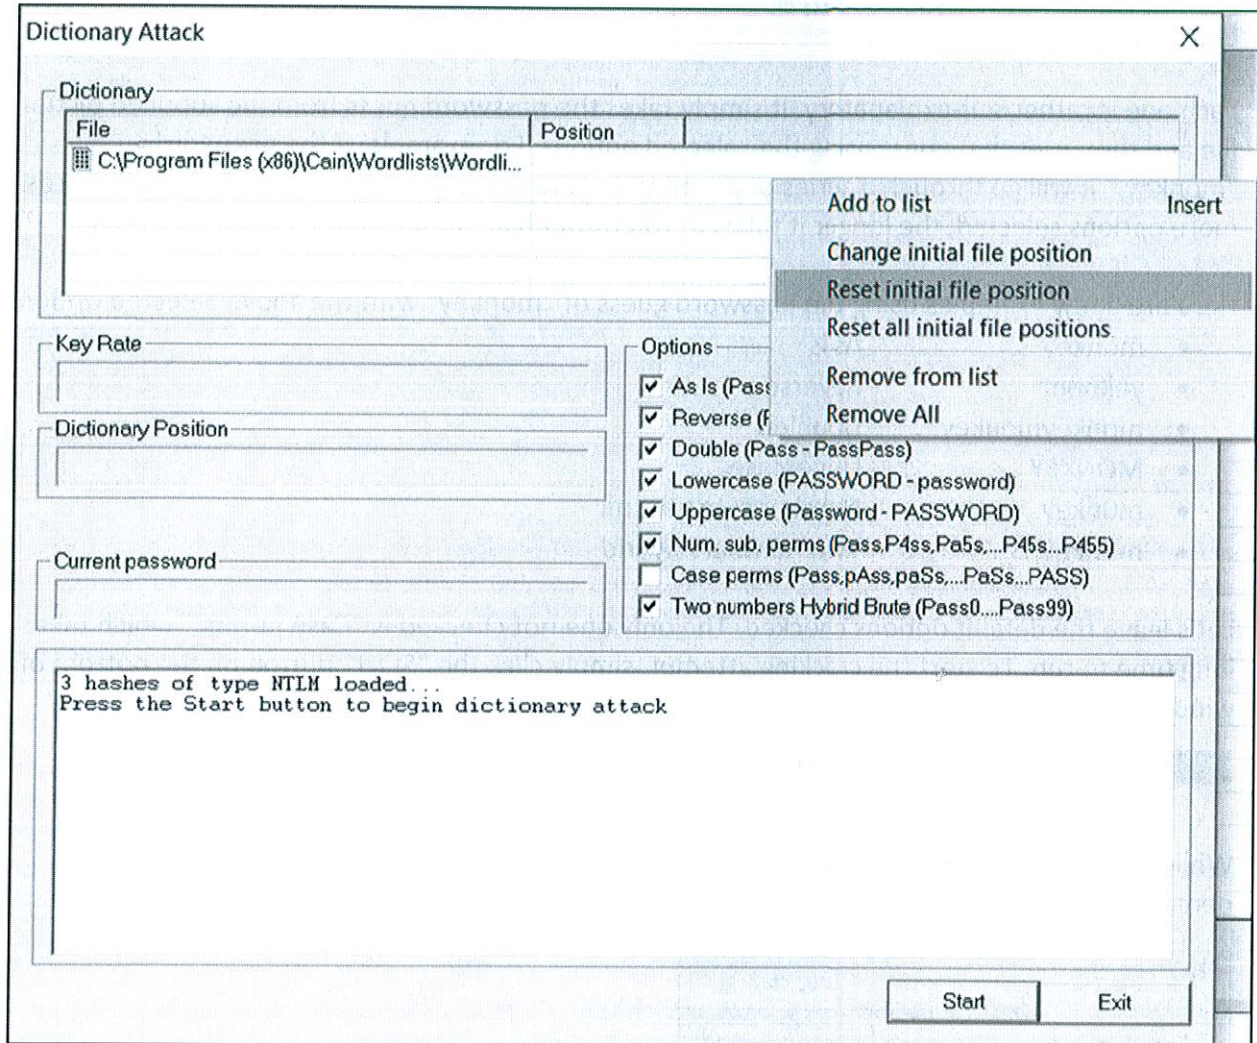 Dictionary Attack
Dictionary
File Position
C:\Program Files (x86)\Cain\Wordlists\Wordli...
Add to list Insert
Change initial file position
Reset initial file position
Reset all initial file positions
Remove from list
Remove All
Key Rate
Dictionary Position
Current password
Options
As Is (Pass
Reverse (
Double (Pass - PassPass)
Lowercase (PASSWORD - password)
Uppercase (Password - PASSWORD)
Num. sub. perms (Pass,P4ss,Pa5s,...P45s...P455)
Case perms (Pass,pAss,paSs,...PaSs...PASS)
Two numbers Hybrid Brute (Pass0....Pass99)
3 hashes of type NTLM loaded...
Press the Start button to begin dictionary attack
Start Exit